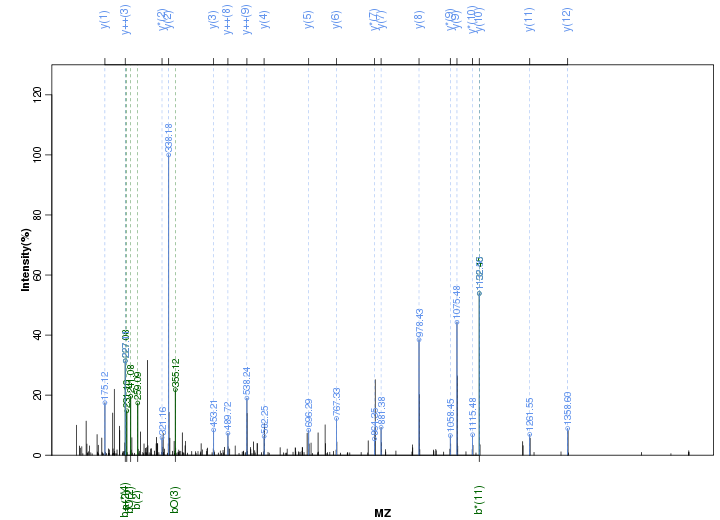 y(1)
y++(3)
y*(2)
y(2)
y(3)
y++(8)
y++(9)
y(4)
y(5)
y(6)
y*(7)
y(7)
y(8)
y*(9)
y(9)
y*(10)
y(10)
y(11)
y(12)
Intensity(%)
0
20
40
60
80
100
120
175.12
227.08
259.09
321.16
338.18
355.12
453.21
489.72
538.24
696.29
767.33
881.38
978.43
1058.45
1075.48
1115.48
1261.55
1358.60
b(2)
bO(3)
b*(11)
MZ